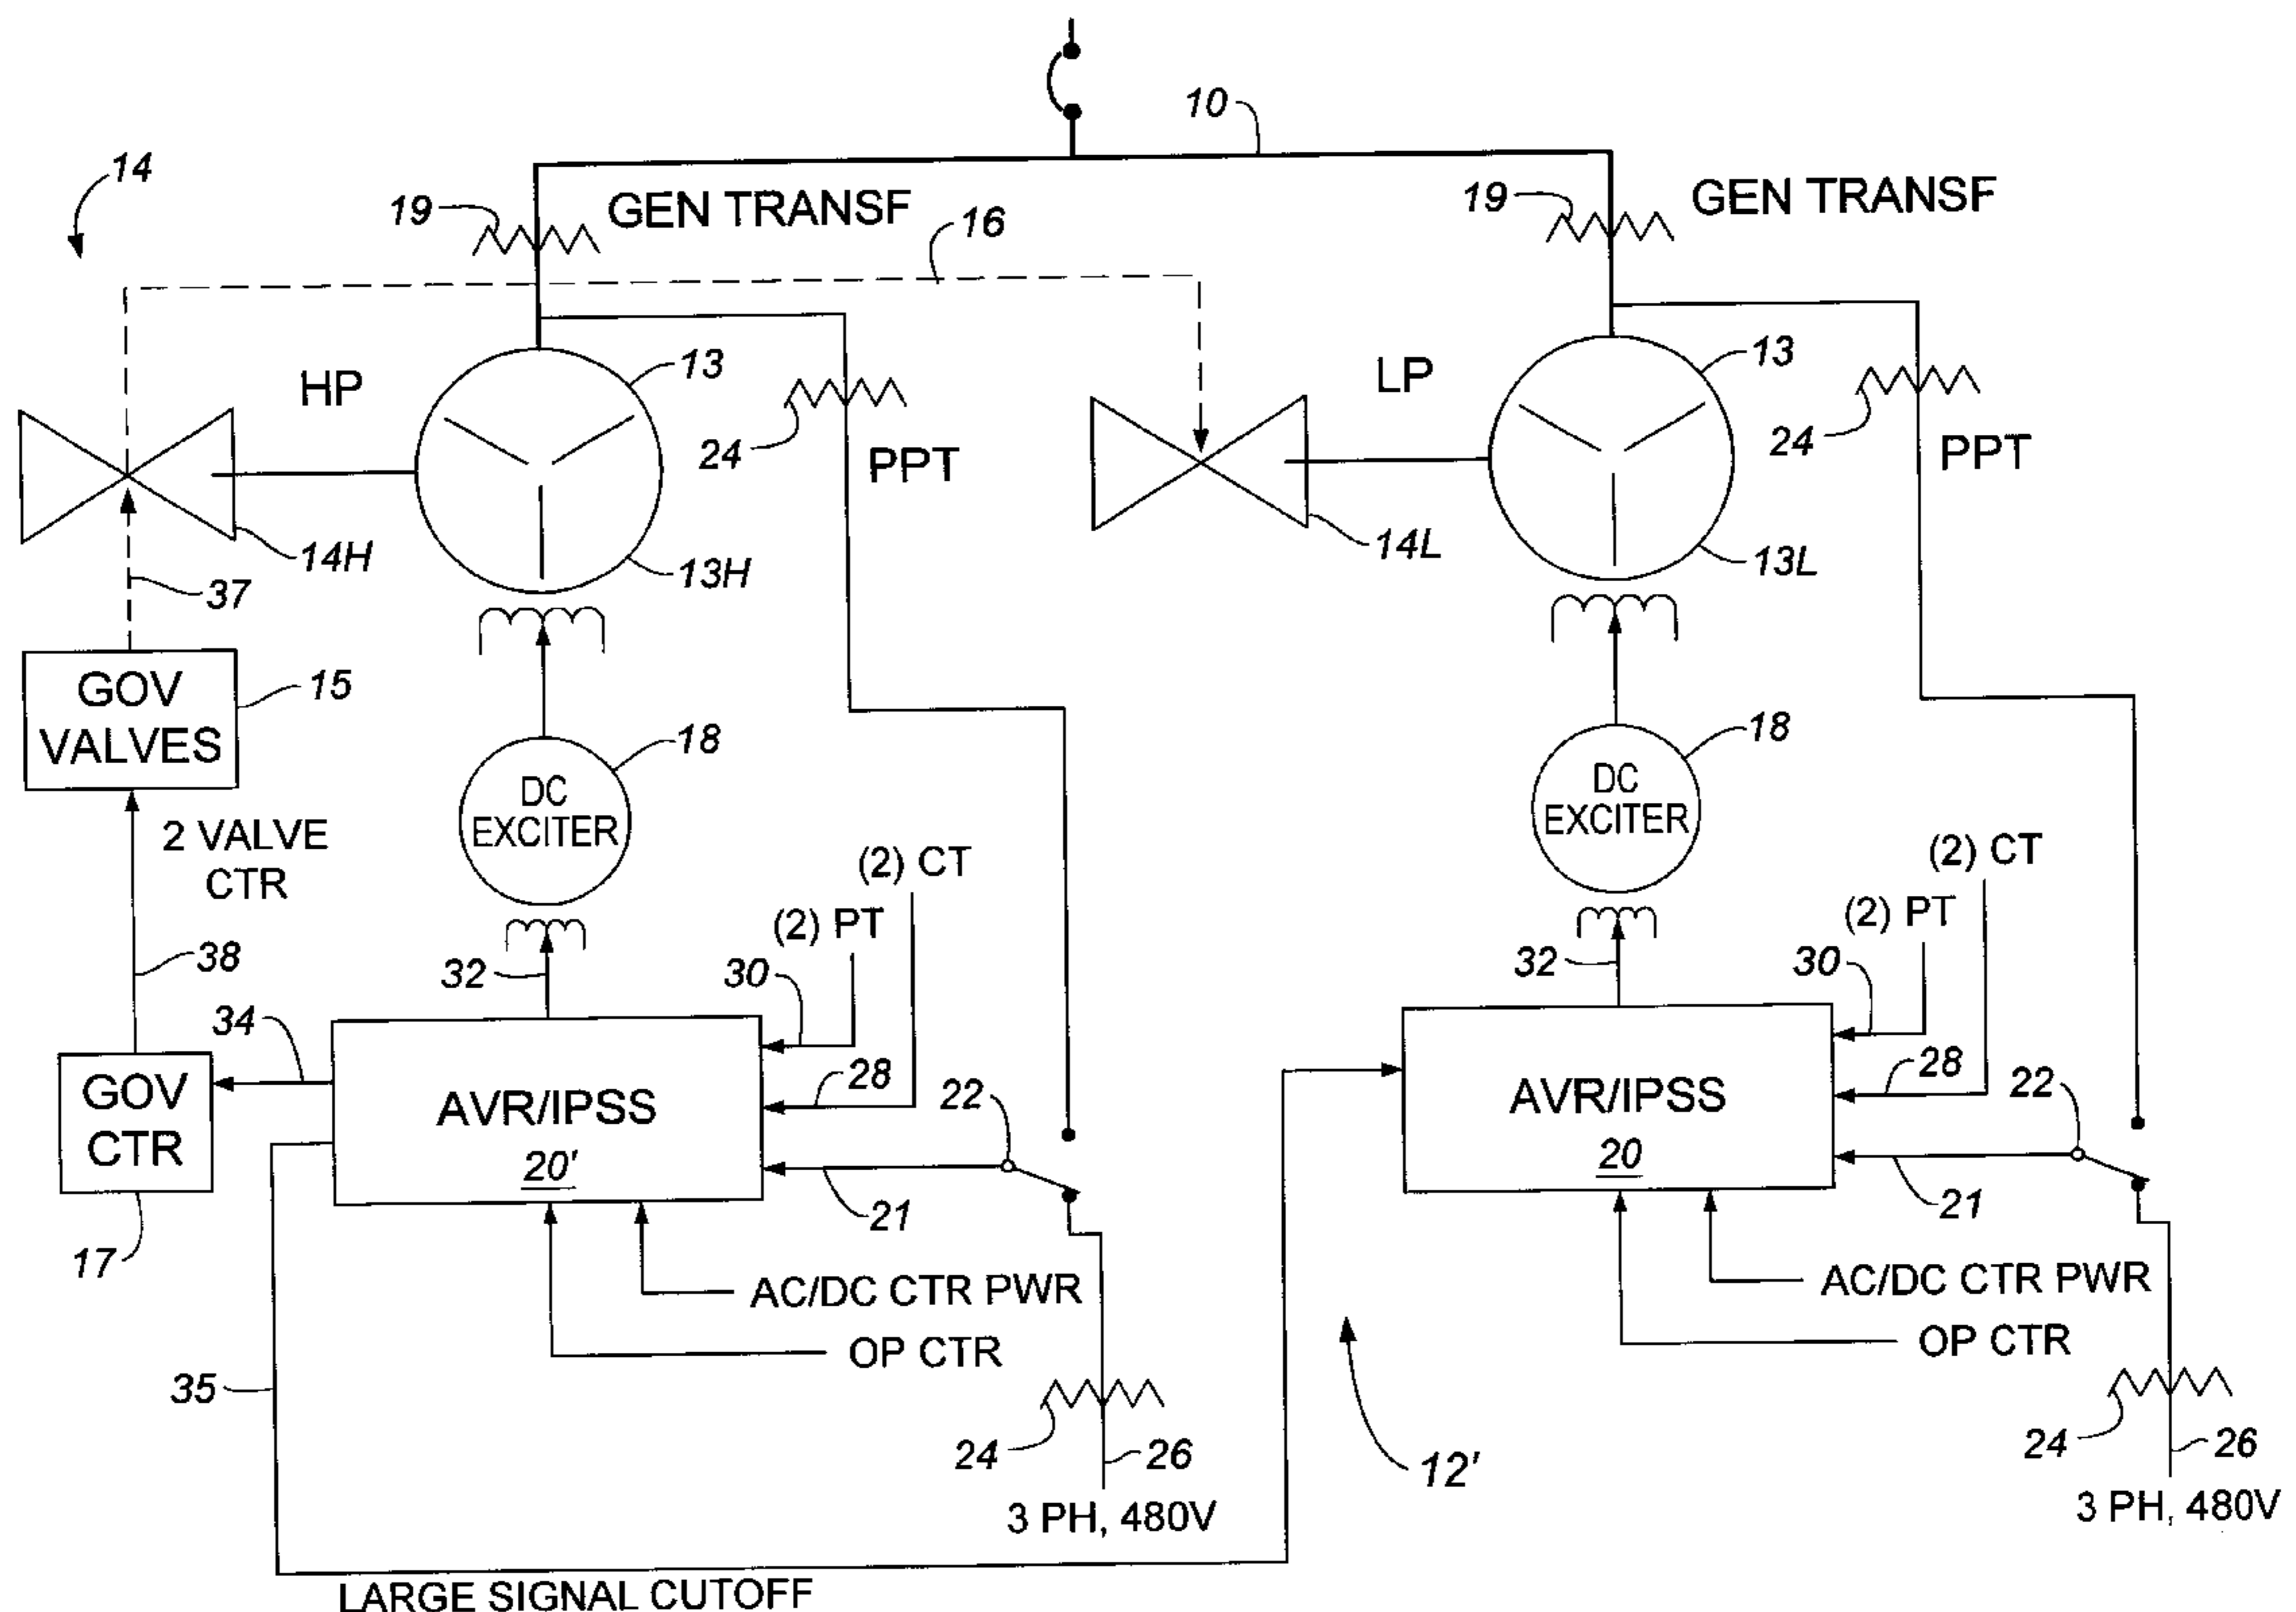 10
14
19
GEN TRANSF
16
19
GEN TRANSF
HP
13
24
PPT
LP
13
24
PPT
14H
13H
14L
13L
37
GOV
VALVES
15
18
DC
EXCITER
18
DC
EXCITER
2 VALVE
CTR
(2) CT
(2) PT
(2) CT
(2) PT
38
32
30
32
30
34
28
22
28
22
GOV
CTR
AVR/IPSS
20'
AVR/IPSS
20
17
21
21
AC/DC CTR PWR
OP CTR
AC/DC CTR PWR
OP CTR
35
24
26
12'
24
26
3 PH, 480V
3 PH, 480V
LARGE SIGNAL CUTOFF